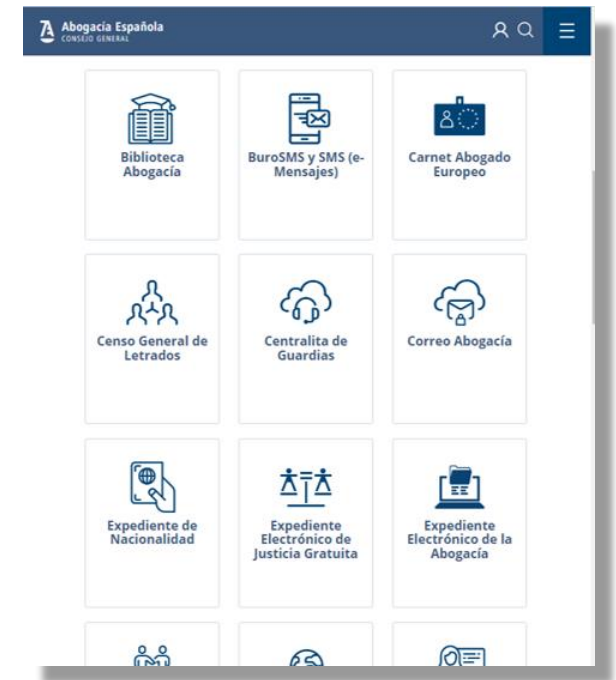 Abogacía Española
CONSEJO GENERAL
Biblioteca
Abogacía
BuroSMS y SMS (e-
Mensajes)
Carnet Abogado
Europeo
Censo General de
Letrados
Centralita de
Guardias
Correo Abogacía
Expediente de
Nacionalidad
Expediente
Electrónico de
Justicia Gratuita
Expediente
Electrónico de la
Abogacía